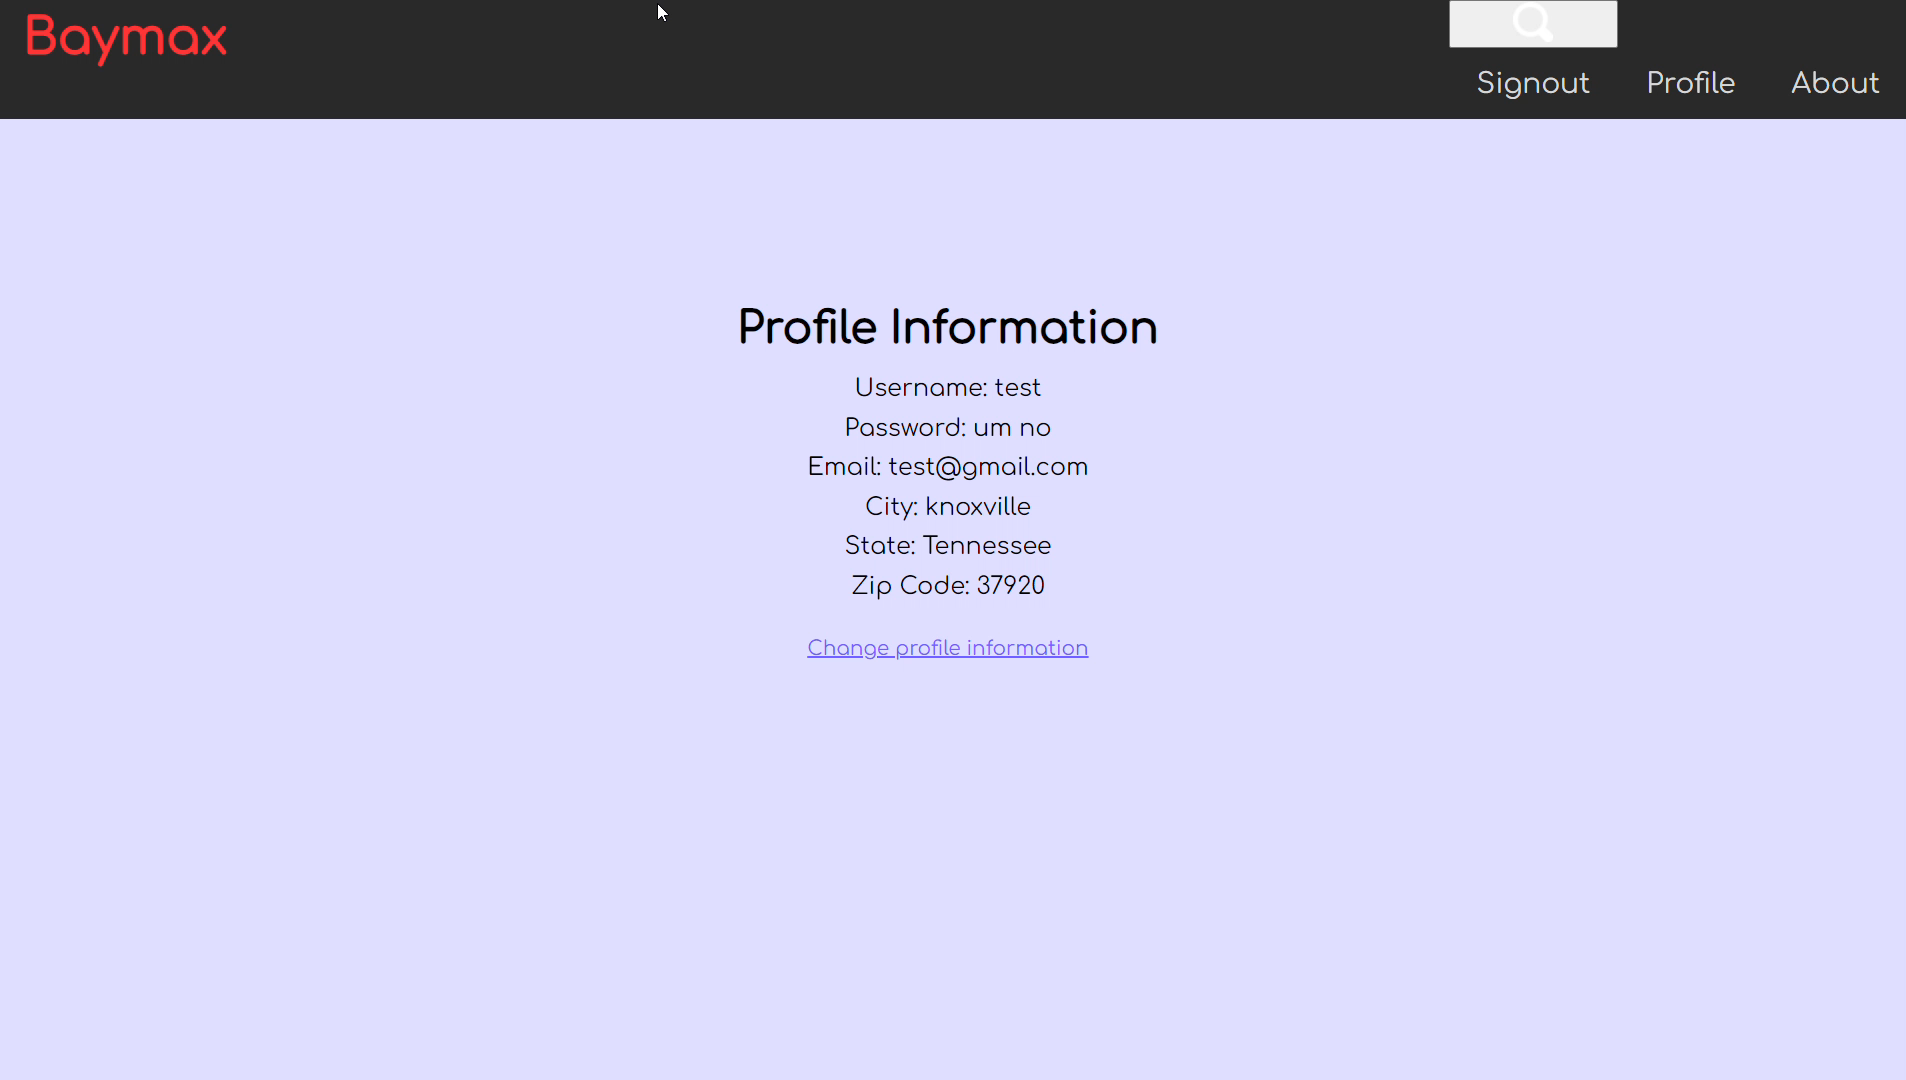 Baymax
Signout Profile About
Profile Information
Username: test
Password: um no
Email: test@gmail.com
City: knoxville
State: Tennessee
Zip Code: 37920
Change profile information